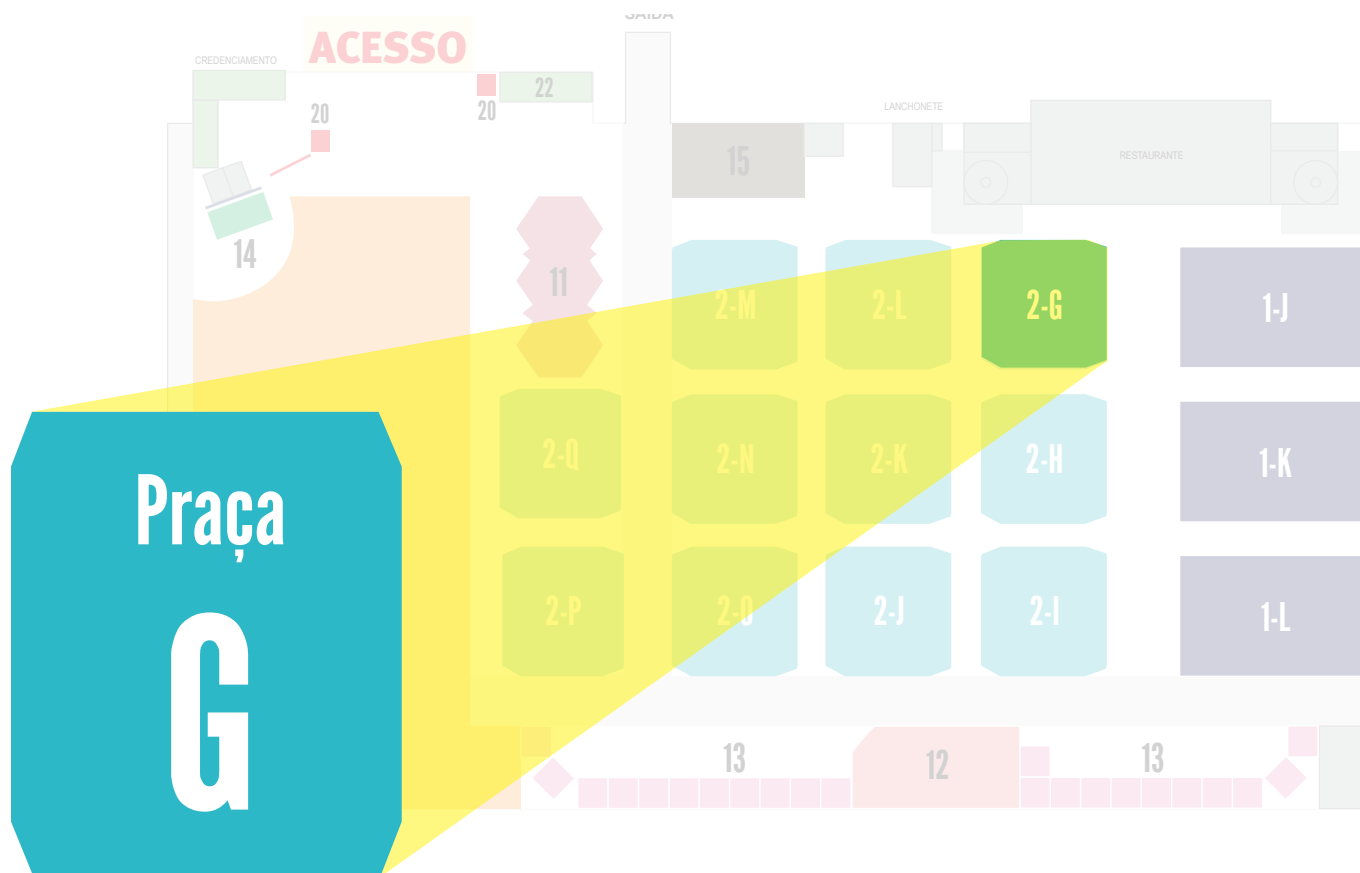 SAÍDA
ACESSO
CREDENCIAMENTO
22
20
20
LANCHONETE
15
RESTAURANTE
14
11
2-M
2-L
2-G
1-J
2-Q
2-N
2-K
2-H
1-K
Praça
G
2-P
2-O
2-J
2-I
1-L
13
12
13